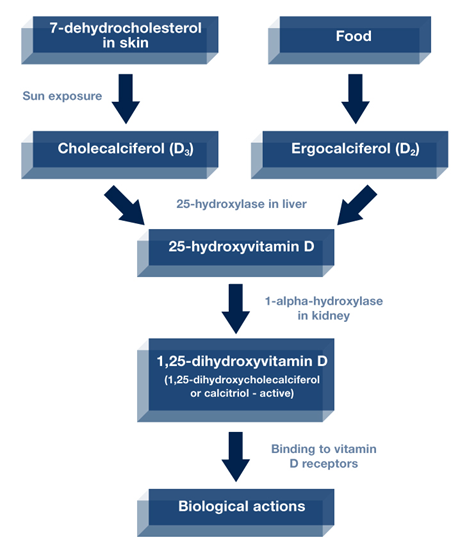 7-dehydrocholesterol
in skin
Food
Sun exposure
Cholecalciferol (D₃)
Ergocalciferol (D₂)
25-hydroxylase in liver
25-hydroxyvitamin D
1-alpha-hydroxylase
in kidney
1,25-dihydroxyvitamin D
(1,25-dihydroxycholecalciferol
or calcitriol - active)
Binding to vitamin
D receptors
Biological actions